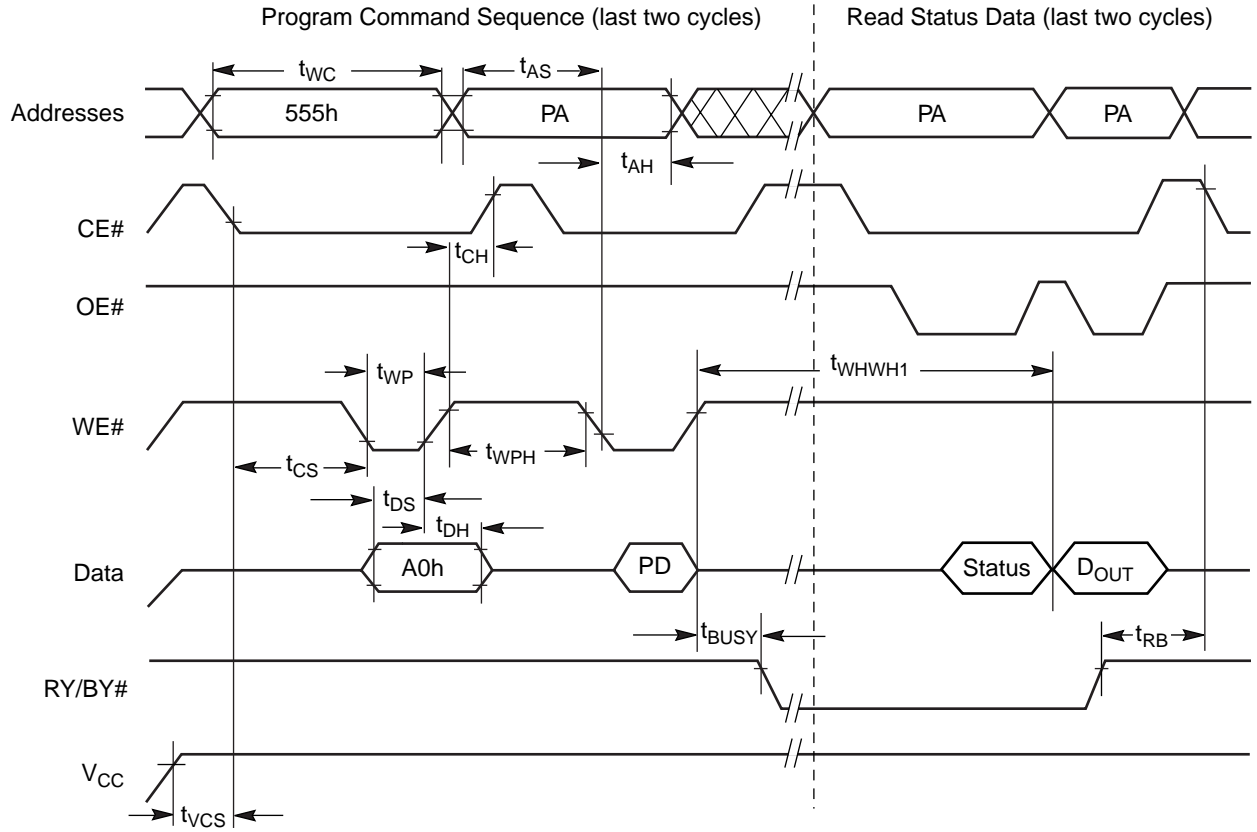 Program Command Sequence (last two cycles)
Read Status Data (last two cycles)
tWC
tAS
Addresses
555h
PA
PA
PA
tAH
CE#
tCH
OE#
tWHWH1
tWP
WE#
tWPH
tCS
tDS
tDH
Data
A0h
PD
Status
DOUT
tBUSY
tRB
RY/BY#
VCC
tVCS